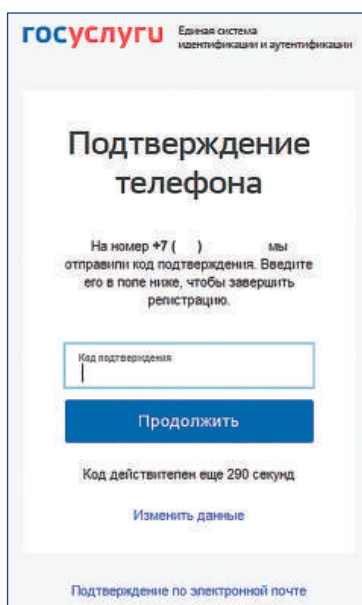 госуслуги
Единая система
идентификации и аутентификации
Подтверждение
телефона
На номер +7 ( ) мы
отправили код подтверждения. Введите
его в поле ниже, чтобы завершить
регистрацию.
Код подтверждения
Продолжить
Код действителен еще 290 секунд
Изменить данные
Подтверждение по электронной почте